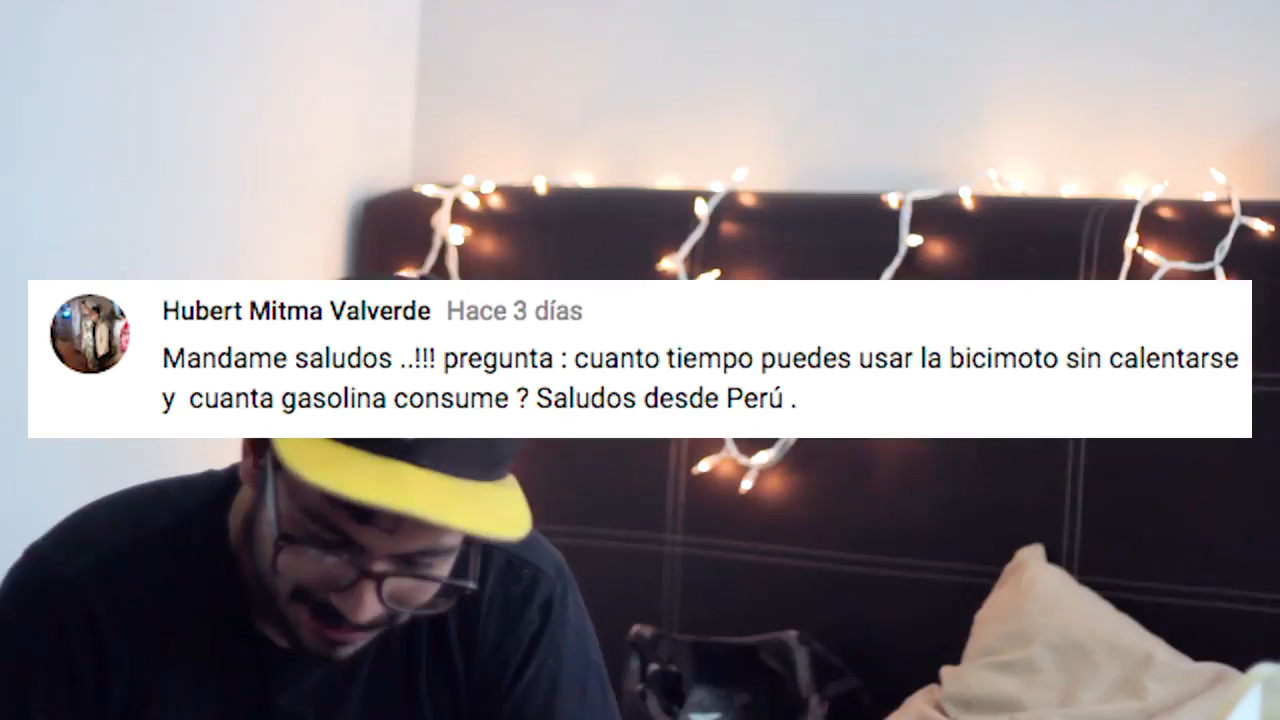 Hubert Mitma Valverde Hace 3 días
Mandame saludos ..!!! pregunta : cuanto tiempo puedes usar la bicimoto sin calentarse
y cuanta gasolina consume ? Saludos desde Perú .